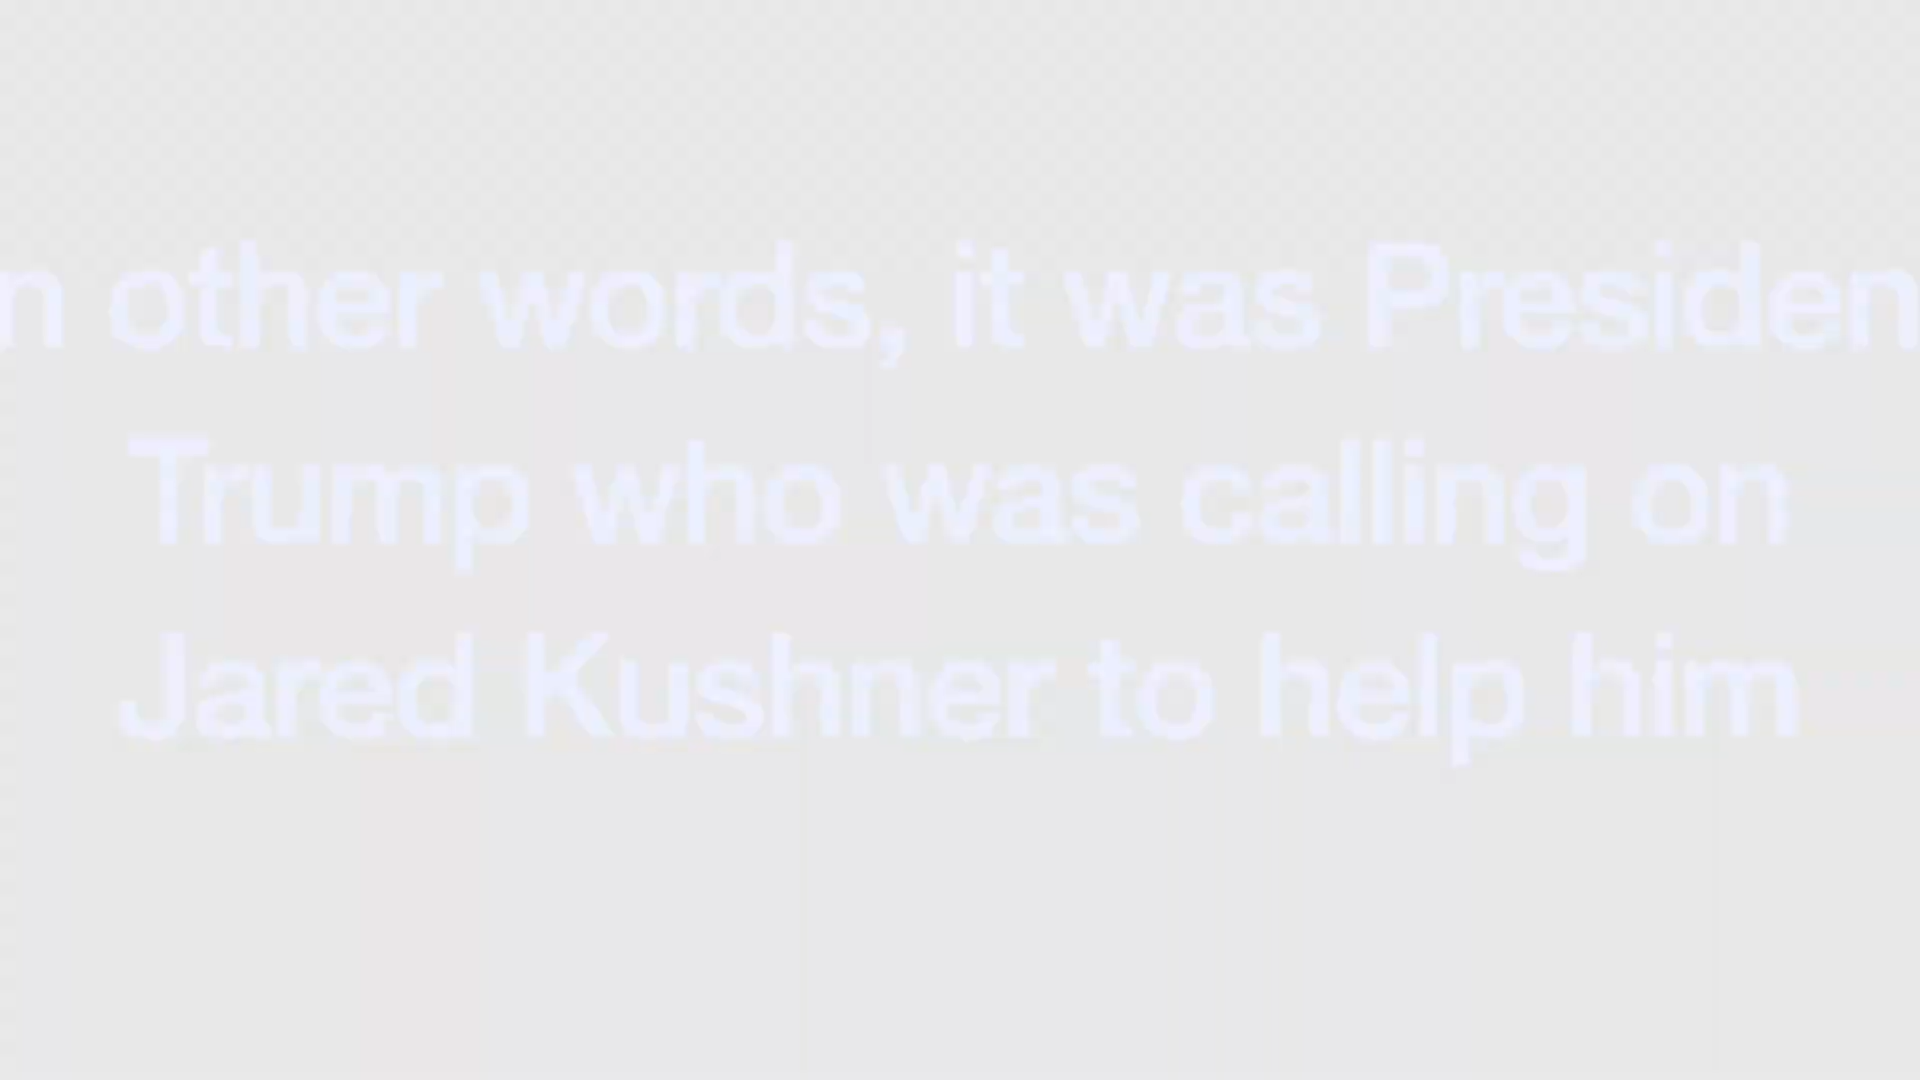 n other words, it was Presiden
Trump who was calling on
Jared Kushner to help him